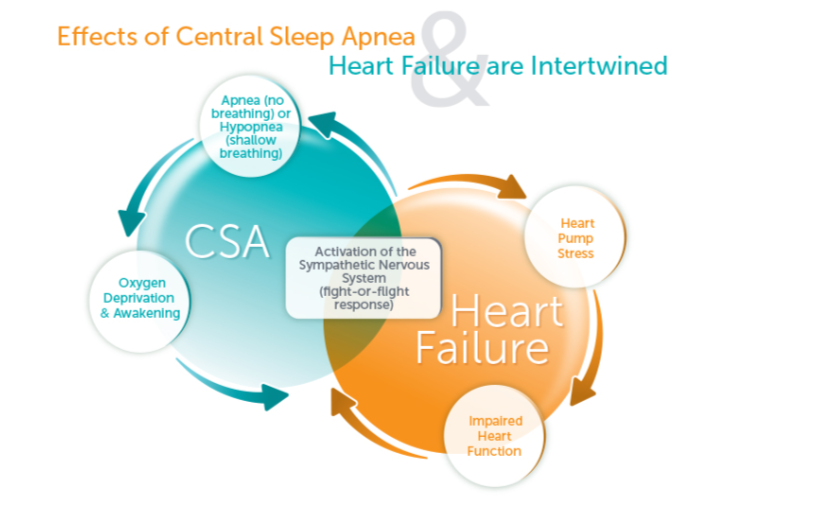 Effects of Central Sleep Apnea
&
Heart Failure are Intertwined
Apnea (no
breathing) or
Hypopnea
(shallow
breathing)
CSA
Oxygen
Deprivation
& Awakening
Activation of the
Sympathetic Nervous
System
(fight-or-flight
response)
Heart
Pump
Stress
Heart
Failure
Impaired
Heart
Function